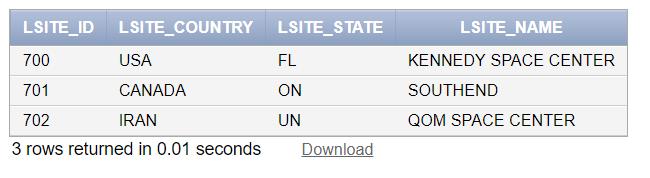 LSITE_ID LSITE_COUNTRY LSITE_STATE LSITE_NAME
700 USA FL KENNEDY SPACE CENTER
701 CANADA ON SOUTHEND
702 IRAN UN QOM SPACE CENTER
3 rows returned in 0.01 seconds Download